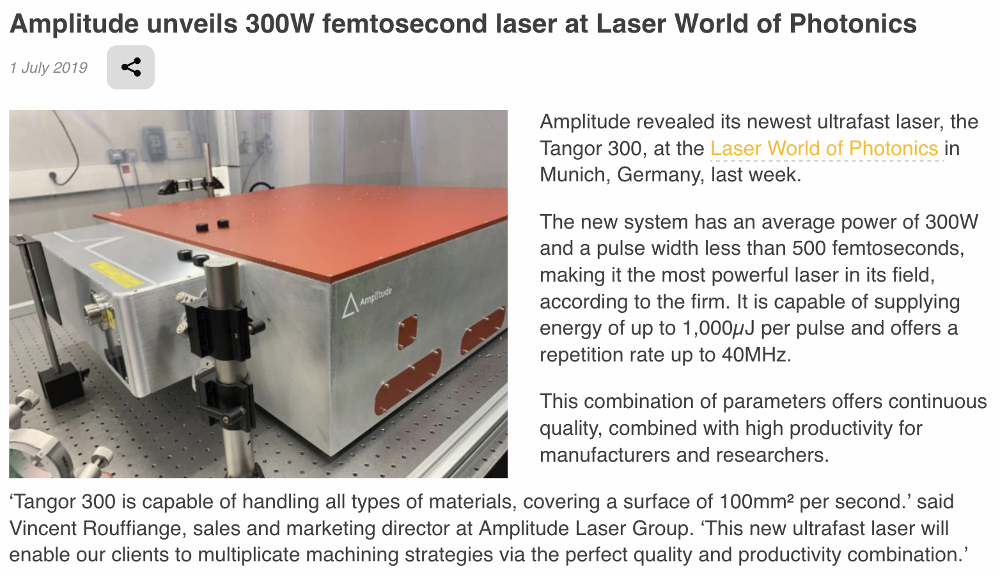 Amplitude unveils 300W femtosecond laser at Laser World of Photonics
1 July 2019
Amplitude
Amplitude revealed its newest ultrafast laser, the
Tangor 300, at the Laser World of Photonics in
Munich, Germany, last week.
The new system has an average power of 300W
and a pulse width less than 500 femtoseconds,
making it the most powerful laser in its field,
according to the firm. It is capable of supplying
energy of up to 1,000µJ per pulse and offers a
repetition rate up to 40MHz.
This combination of parameters offers continuous
quality, combined with high productivity for
manufacturers and researchers.
‘Tangor 300 is capable of handling all types of materials, covering a surface of 100mm² per second.’ said
Vincent Rouffiange, sales and marketing director at Amplitude Laser Group. ‘This new ultrafast laser will
enable our clients to multiplicate machining strategies via the perfect quality and productivity combination.’